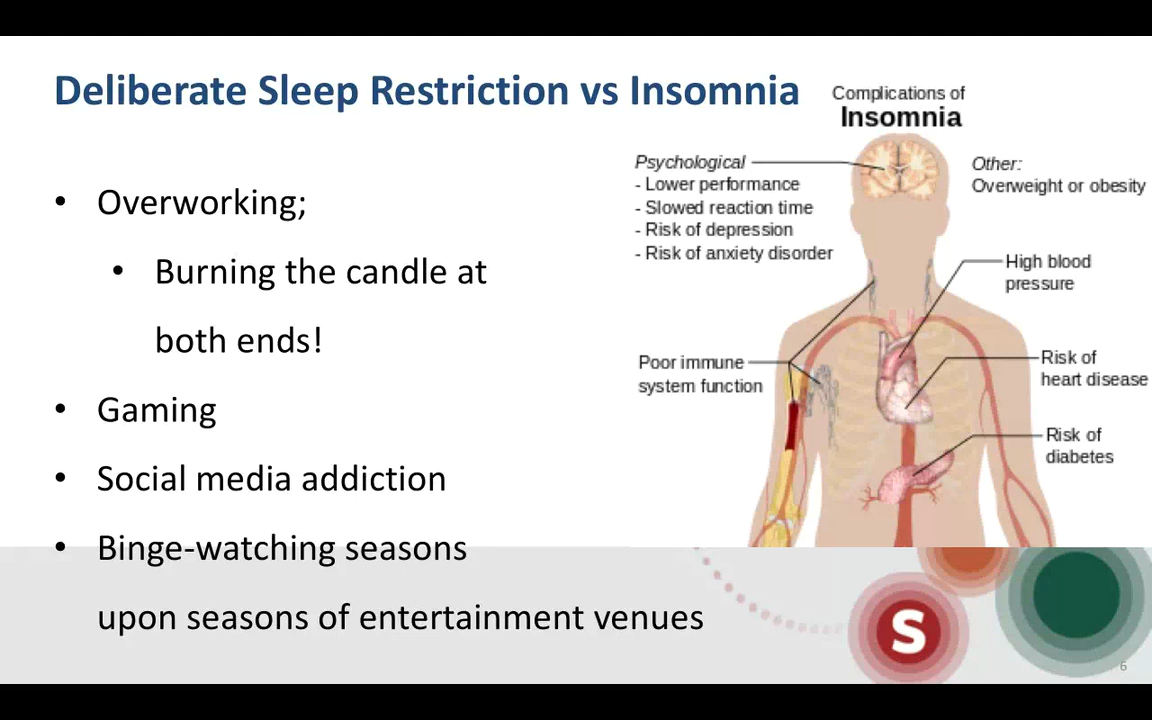 Deliberate Sleep Restriction vs Insomnia
• Overworking;
• Burning the candle at
both ends!
• Gaming
• Social media addiction
• Binge-watching seasons
upon seasons of entertainment venues
Complications of
Insomnia
Psychological
- Lower performance
- Slowed reaction time
- Risk of depression
- Risk of anxiety disorder
Other:
Overweight or obesity
High blood
pressure
Poor immune
system function
Risk of
heart disease
Risk of
diabetes
S
6